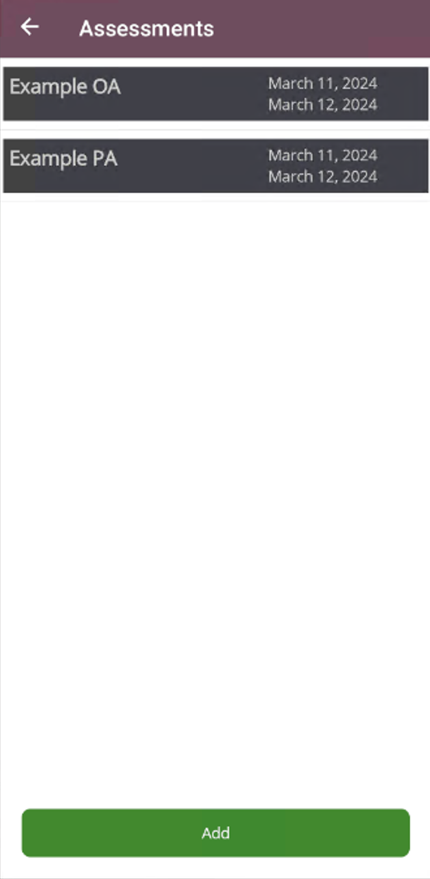 Assessments
Example OA
March 11, 2024
March 12, 2024
Example PA
March 11, 2024
March 12, 2024
Add